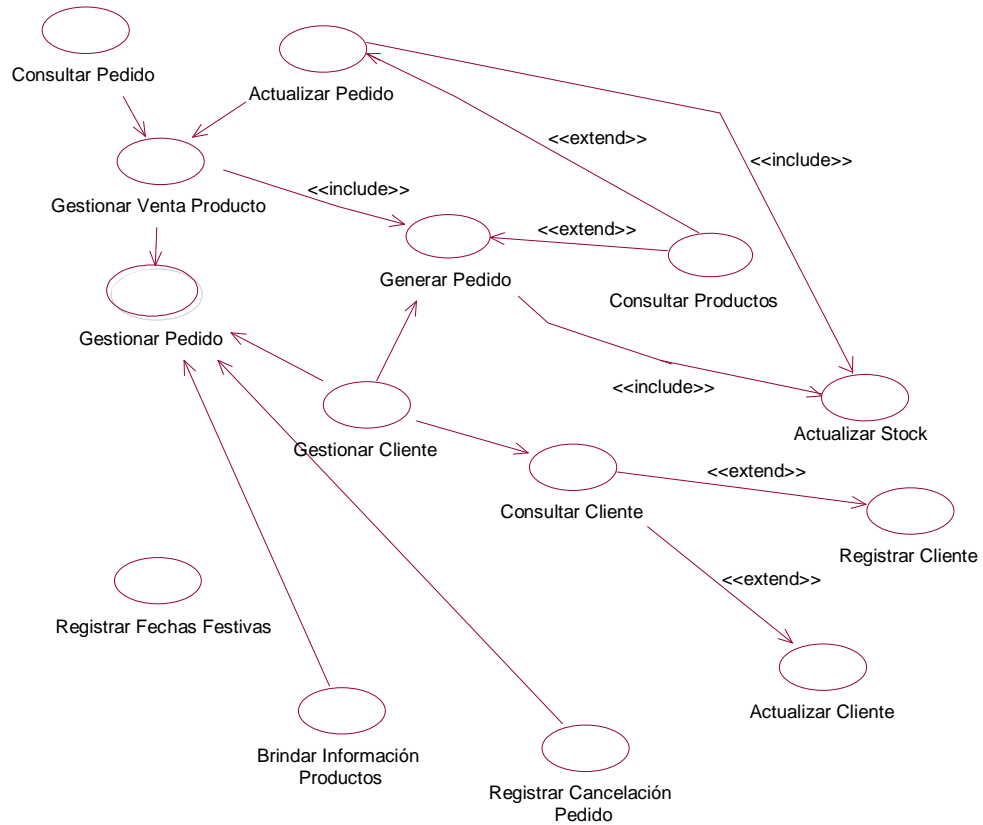 Consultar Pedido
Actualizar Pedido
<<extend>>
<<include>>
Gestionar Venta Producto
<<include>>
<<extend>>
Generar Pedido
Consultar Productos
Gestionar Pedido
<<include>>
Actualizar Stock
Gestionar Cliente
<<extend>>
Consultar Cliente
Registrar Cliente
<<extend>>
Registrar Fechas Festivas
Actualizar Cliente
Brindar Información
Productos
Registrar Cancelación
Pedido